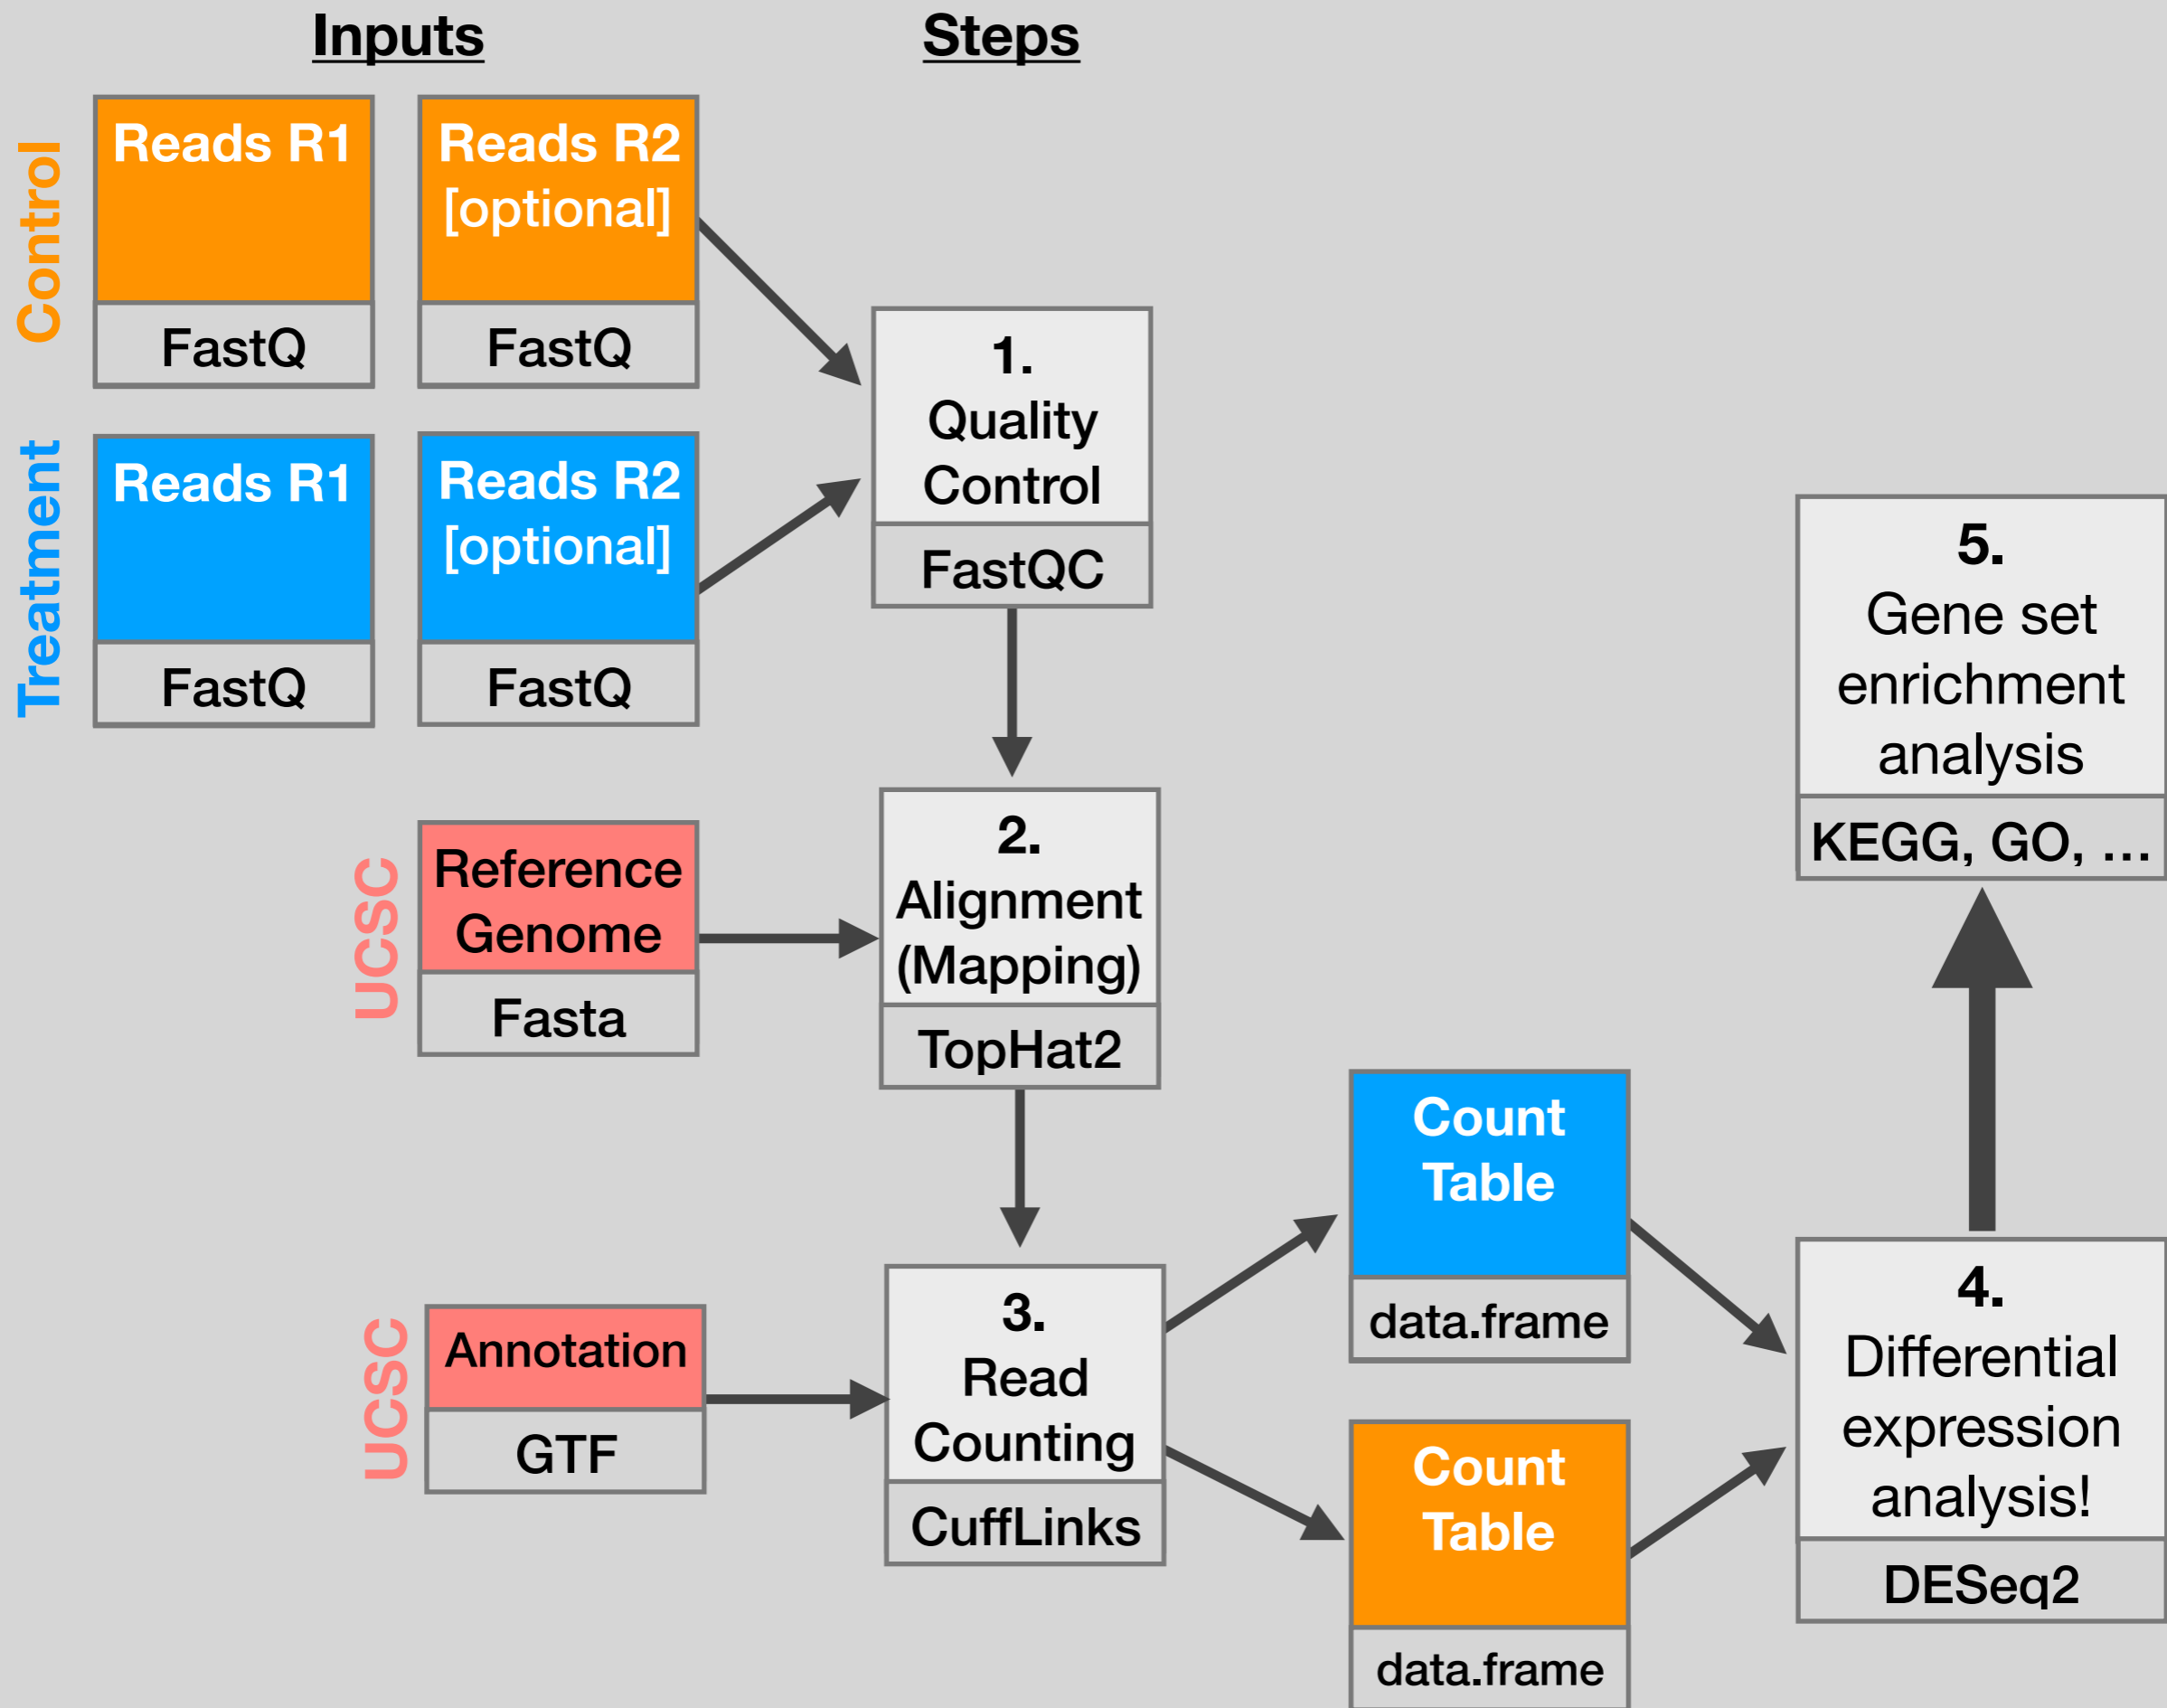 Inputs
Steps
Control
Reads R1
FastQ
Reads R2
[optional]
FastQ
Treatment
Reads R1
FastQ
Reads R2
[optional]
FastQ
1.
Quality
Control
FastQC
UCSC
Reference
Genome
Fasta
2.
Alignment
(Mapping)
TopHat2
UCSC
Annotation
GTF
3.
Read
Counting
CuffLinks
Count
Table
data.frame
Count
Table
data.frame
4.
Differential
expression
analysis!
DESeq2
5.
Gene set
enrichment
analysis
KEGG, GO, …